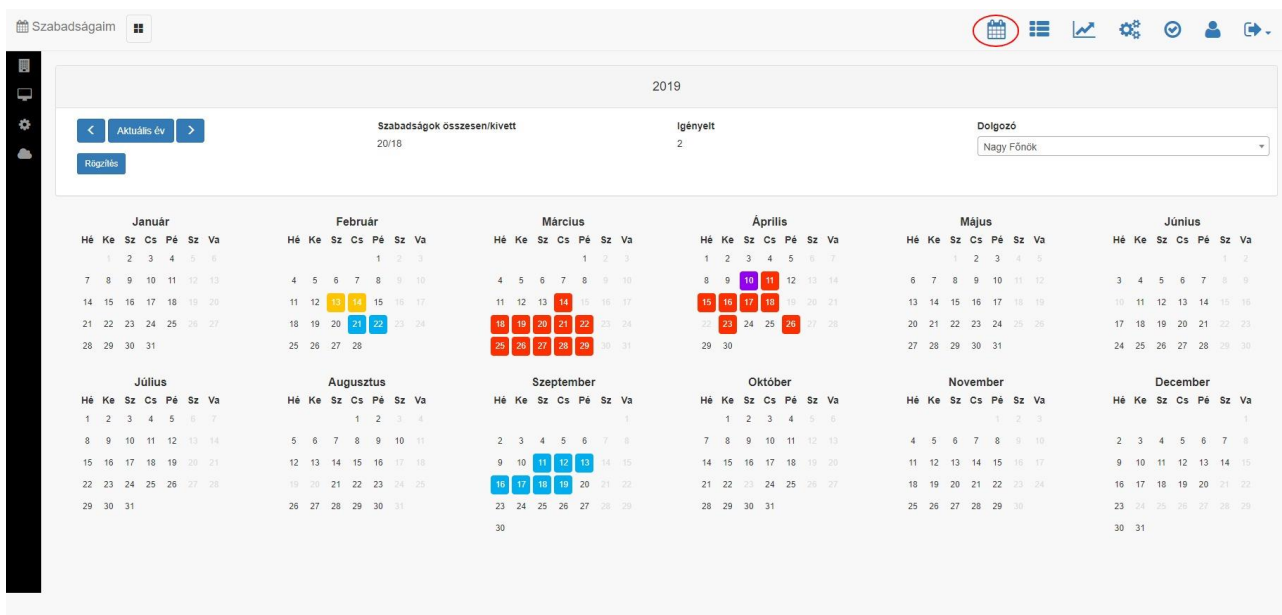 Szabadságaim
2019
Aktuális év
Rögzítés
Szabadságok összesen/kivett
20/18
Igényelt
2
Dolgozó
Nagy Főnök
Január
Hé Ke Sz Cs Pé Sz Va
1 2 3 4 5 6
7 8 9 10 11 12 13
14 15 16 17 18 19 20
21 22 23 24 25 26 27
28 29 30 31
Február
Hé Ke Sz Cs Pé Sz Va
1 2 3
4 5 6 7 8 9 10
11 12 13 14 15 16 17
18 19 20 21 22 23 24
25 26 27 28
Március
Hé Ke Sz Cs Pé Sz Va
1 2 3
4 5 6 7 8 9 10
11 12 13 14 15 16 17
18 19 20 21 22 23 24
25 26 27 28 29 30 31
Április
Hé Ke Sz Cs Pé Sz Va
1 2 3 4 5 6 7
8 9 10 11 12 13 14
15 16 17 18 19 20 21
22 23 24 25 26 27 28
29 30
Május
Hé Ke Sz Cs Pé Sz Va
1 2 3 4 5
6 7 8 9 10 11 12
13 14 15 16 17 18 19
20 21 22 23 24 25 26
27 28 29 30 31
Június
Hé Ke Sz Cs Pé Sz Va
1 2
3 4 5 6 7 8 9
10 11 12 13 14 15 16
17 18 19 20 21 22 23
24 25 26 27 28 29 30
Július
Hé Ke Sz Cs Pé Sz Va
1 2 3 4 5 6 7
8 9 10 11 12 13 14
15 16 17 18 19 20 21
22 23 24 25 26 27 28
29 30 31
Augusztus
Hé Ke Sz Cs Pé Sz Va
1 2 3 4
5 6 7 8 9 10 11
12 13 14 15 16 17 18
19 20 21 22 23 24 25
26 27 28 29 30 31
Szeptember
Hé Ke Sz Cs Pé Sz Va
1
2 3 4 5 6 7 8
9 10 11 12 13 14 15
16 17 18 19 20 21 22
23 24 25 26 27 28 29
30
Október
Hé Ke Sz Cs Pé Sz Va
1 2 3 4 5 6
7 8 9 10 11 12 13
14 15 16 17 18 19 20
21 22 23 24 25 26 27
28 29 30 31
November
Hé Ke Sz Cs Pé Sz Va
1 2 3
4 5 6 7 8 9 10
11 12 13 14 15 16 17
18 19 20 21 22 23 24
25 26 27 28 29 30
December
Hé Ke Sz Cs Pé Sz Va
1
2 3 4 5 6 7 8
9 10 11 12 13 14 15
16 17 18 19 20 21 22
23 24 25 26 27 28 29
30 31